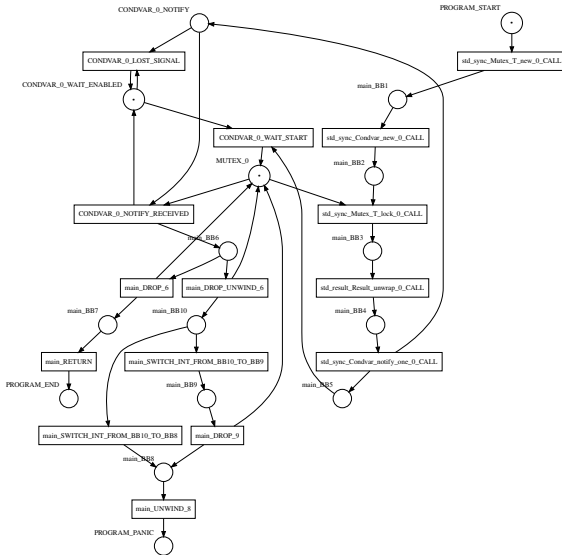 CONDVAR_0_NOTIFY
PROGRAM_START
CONDVAR_0_LOST_SIGNAL
std_sync_Mutex_T_new_0_CALL
CONDVAR_0_WAIT_ENABLED
main_BB1
CONDVAR_0_WAIT_START
std_sync_Condvar_new_0_CALL
MUTEX_0
main_BB2
CONDVAR_0_NOTIFY_RECEIVED
std_sync_Mutex_T_lock_0_CALL
main_BB6
main_BB3
main_DROP_6
main_DROP_UNWIND_6
std_result_Result_unwrap_0_CALL
main_BB7
main_BB10
main_BB4
main_RETURN
main_SWITCH_INT_FROM_BB10_TO_BB9
std_sync_Condvar_notify_one_0_CALL
PROGRAM_END
main_BB9
main_BB5
main_SWITCH_INT_FROM_BB10_TO_BB8
main_DROP_9
main_BB8
main_UNWIND_8
PROGRAM_PANIC